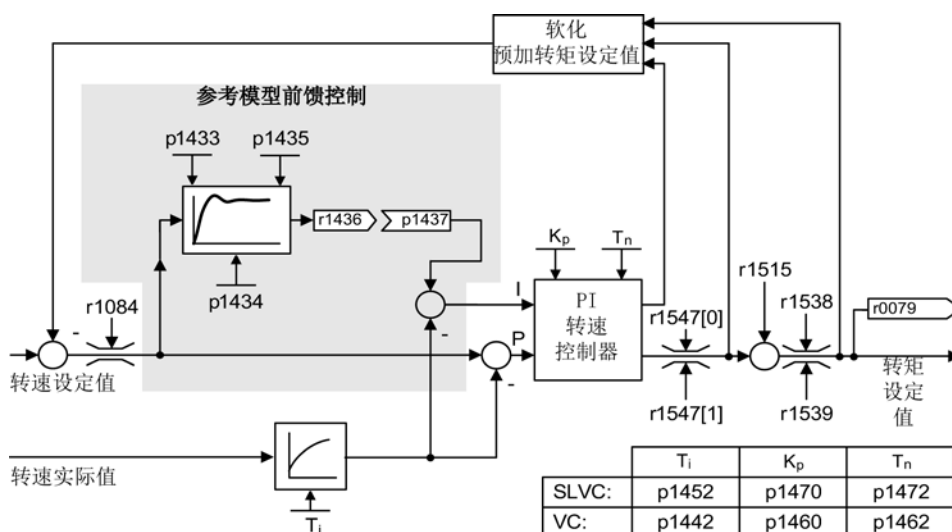 软化
预加转矩设定值
参考模型前馈控制
p1433
p1435
r1436
p1437
p1434
Kp
Tn
r1515
r1084
-
I
PI
转速
控制器
r1547[0]
r1538
r0079
-
P
-
转速设定值
r1547[1]
r1539
转矩
设定
值
转速实际值
Ti
Ti Kp Tn
SLVC: p1452 p1470 p1472
VC: p1442 p1460 p1462